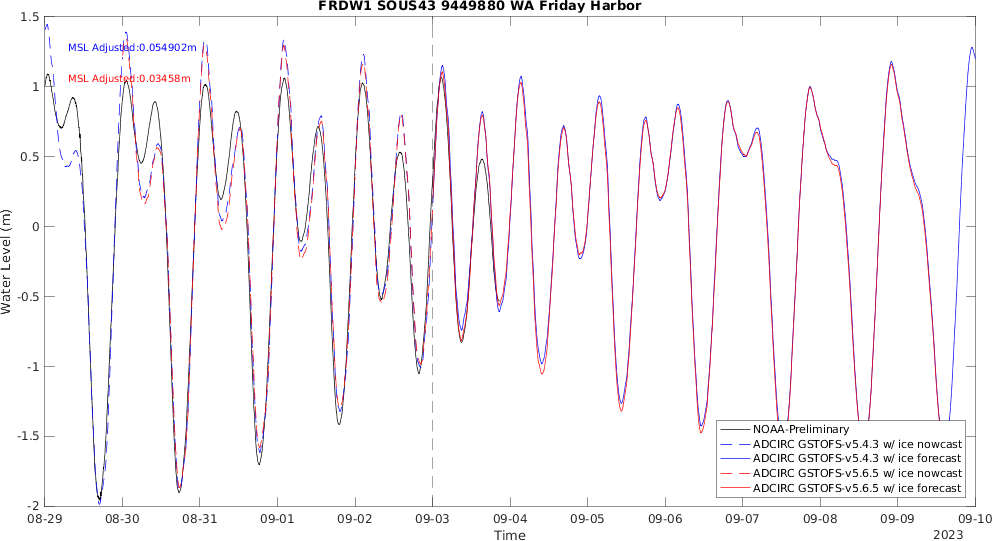 FRDW1 SOUS43 9449880 WA Friday Harbor
MSL Adjusted:0.054902m
MSL Adjusted:0.03458m
Water Level (m)
1.5
1
0.5
0
-0.5
-1
-1.5
-2
NOAA-Preliminary
ADCIRC GSTOFS-v5.4.3 w/ ice nowcast
ADCIRC GSTOFS-v5.4.3 w/ ice forecast
ADCIRC GSTOFS-v5.6.5 w/ ice nowcast
ADCIRC GSTOFS-v5.6.5 w/ ice forecast
08-29 08-30 08-31 09-01 09-02 09-03 09-04 09-05 09-06 09-07 09-08 09-09 09-10
Time
2023